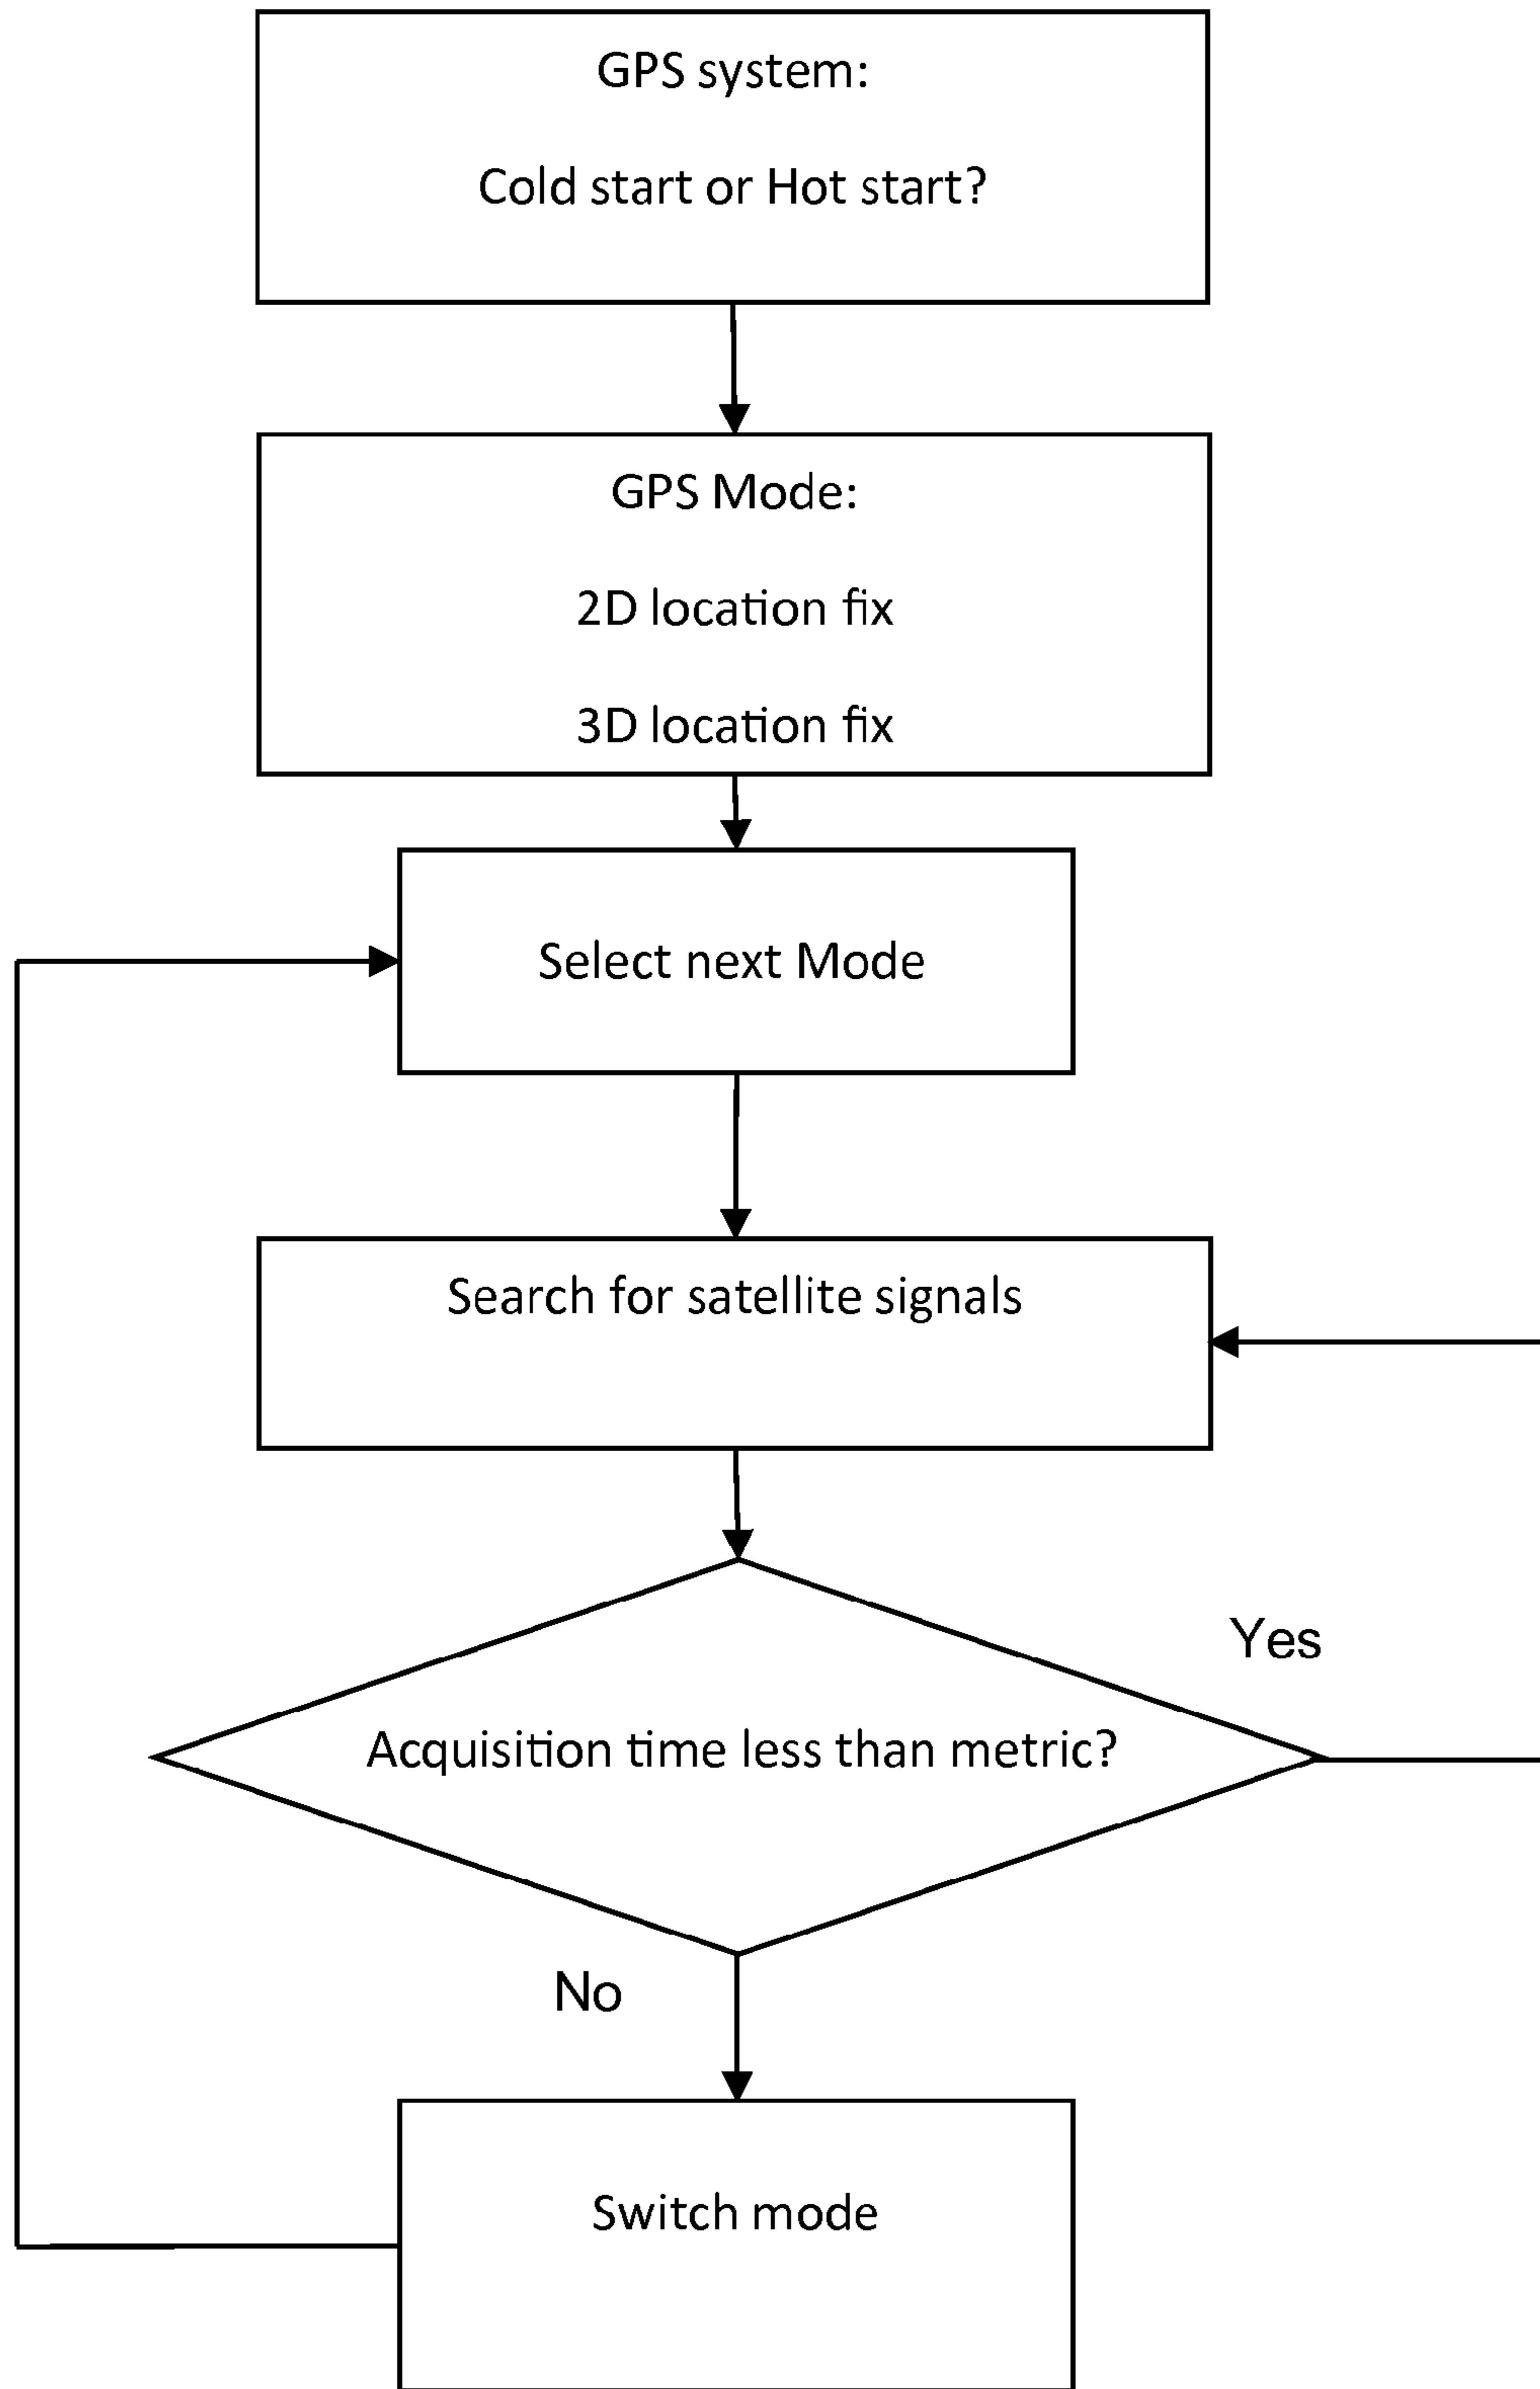 GPS system:
Cold start or Hot start?
GPS Mode:
2D location fix
3D location fix
Select next Mode
Search for satellite signals
Yes
Acquisition time less than metric?
No
Switch mode